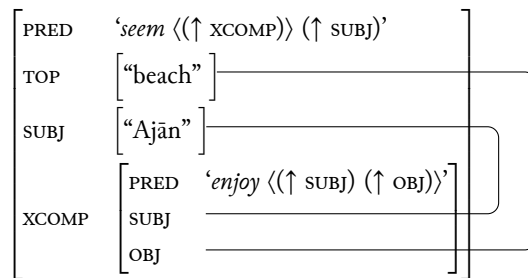 PRED ‘seem ⟨(↑ XCOMP)⟩ (↑ SUBJ)’
TOP [“beach”]
SUBJ [“Ajān”]
PRED ‘enjoy ⟨(↑ SUBJ) (↑ OBJ)⟩’
XCOMP SUBJ
OBJ